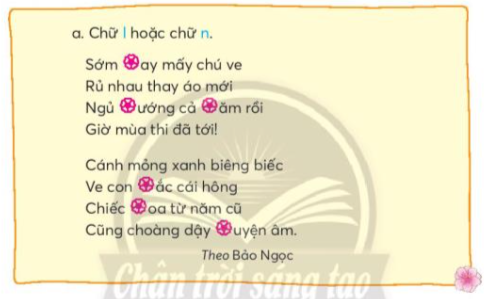 a. Chữ l hoặc chữ n.
Sớm ay mấy chú ve
Rủ nhau thay áo mới
Ngủ ướng cả ăm rồi
Giờ mùa thi đã tới!
Cánh mỏng xanh biêng biếc
Ve con ác cái hông
Chiếc oa từ năm cũ
Cũng choàng dậy uyện âm.
Theo Bảo Ngọc
Chân trời sáng tạo